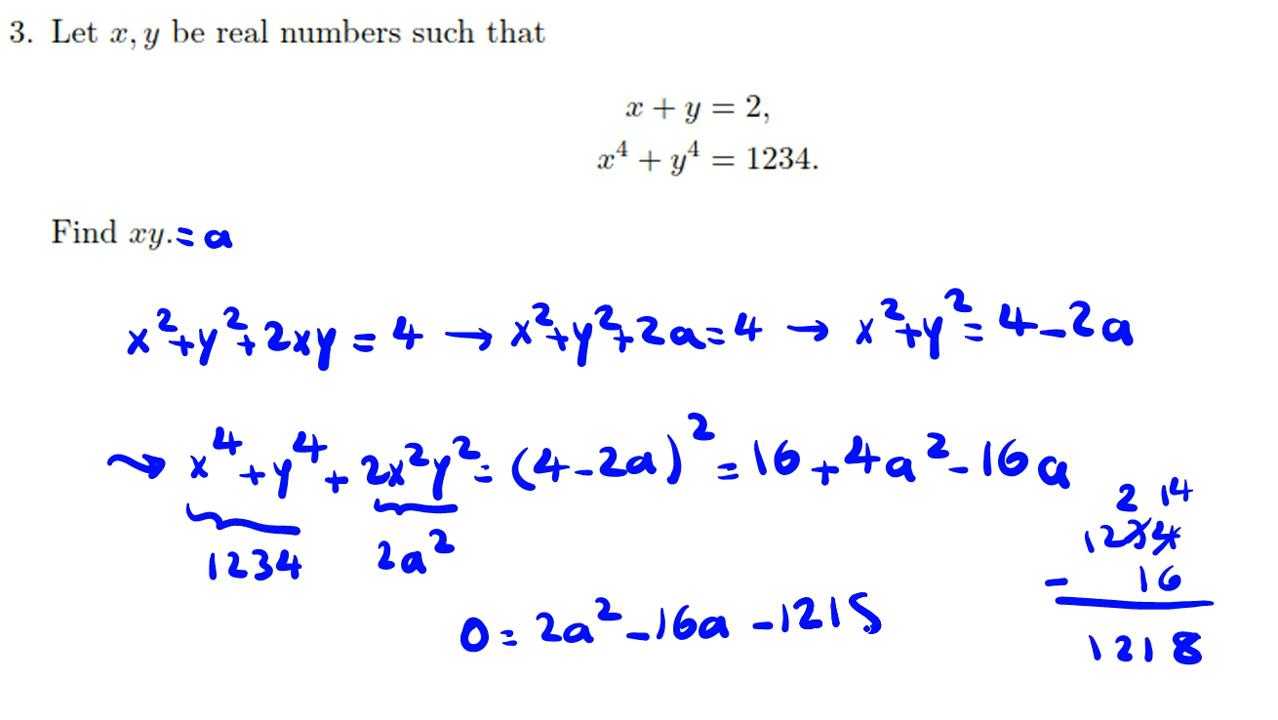 3. Let x, y be real numbers such that
x + y = 2,
x⁴ + y⁴ = 1234.
Find xy. = a
x² + y² + 2xy = 4 → x² + y² + 2a = 4 → x² + y² = 4 - 2a
⤳ x⁴ + y⁴ + 2x²y² = (4 - 2a)² = 16 + 4a² - 16a
1234 2a²
0 = 2a² - 16a - 121S
2 14
1234
- 16
1218